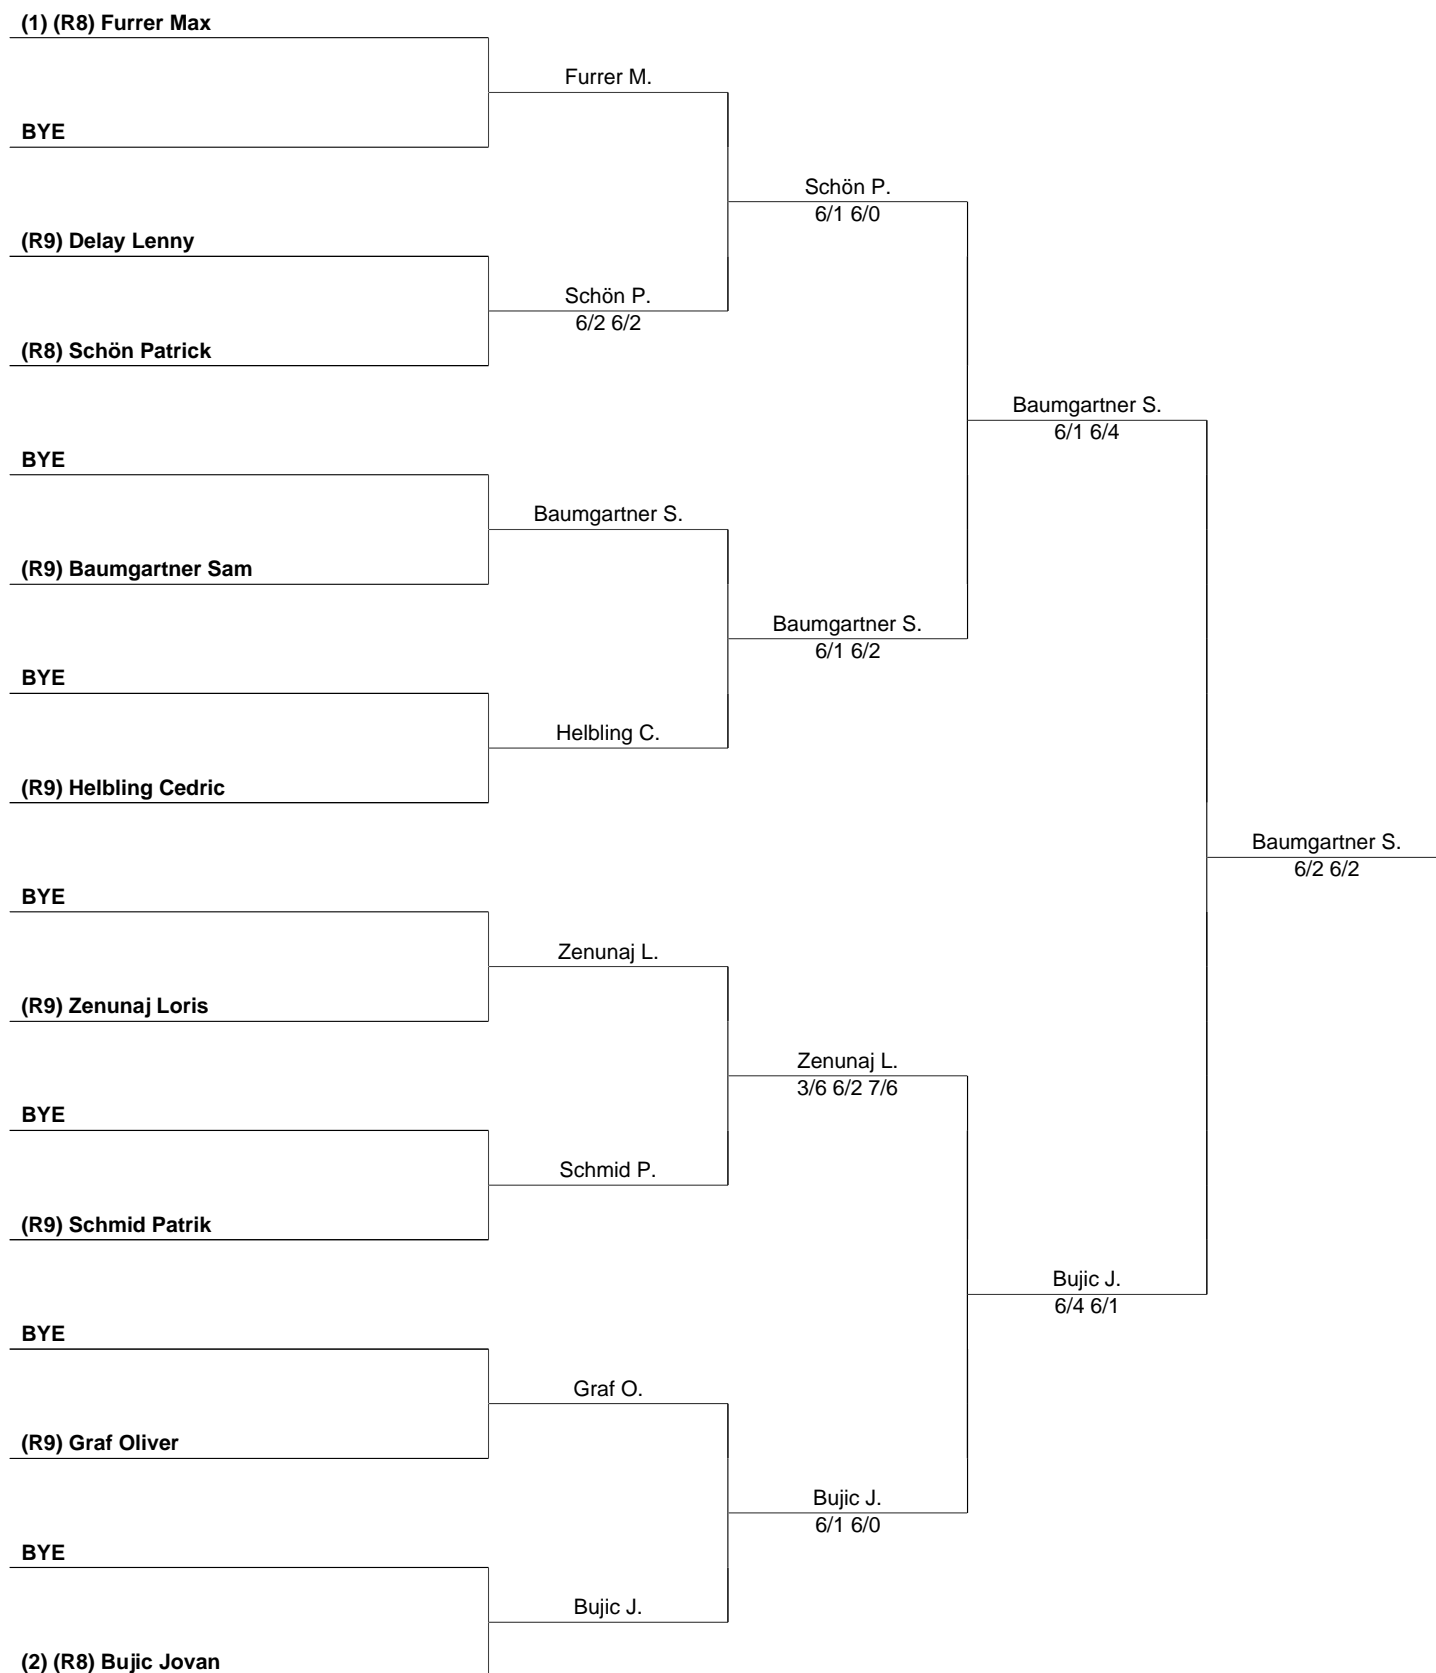 (1) (R8) Furrer Max
Furrer M.
BYE
Schön P.
6/1 6/0
(R9) Delay Lenny
Schön P.
6/2 6/2
(R8) Schön Patrick
Baumgartner S.
6/1 6/4
BYE
Baumgartner S.
(R9) Baumgartner Sam
Baumgartner S.
6/1 6/2
BYE
Helbling C.
(R9) Helbling Cedric
Baumgartner S.
6/2 6/2
BYE
Zenunaj L.
(R9) Zenunaj Loris
Zenunaj L.
3/6 6/2 7/6
BYE
Schmid P.
(R9) Schmid Patrik
Bujic J.
6/4 6/1
BYE
Graf O.
(R9) Graf Oliver
Bujic J.
6/1 6/0
BYE
Bujic J.
(2) (R8) Bujic Jovan